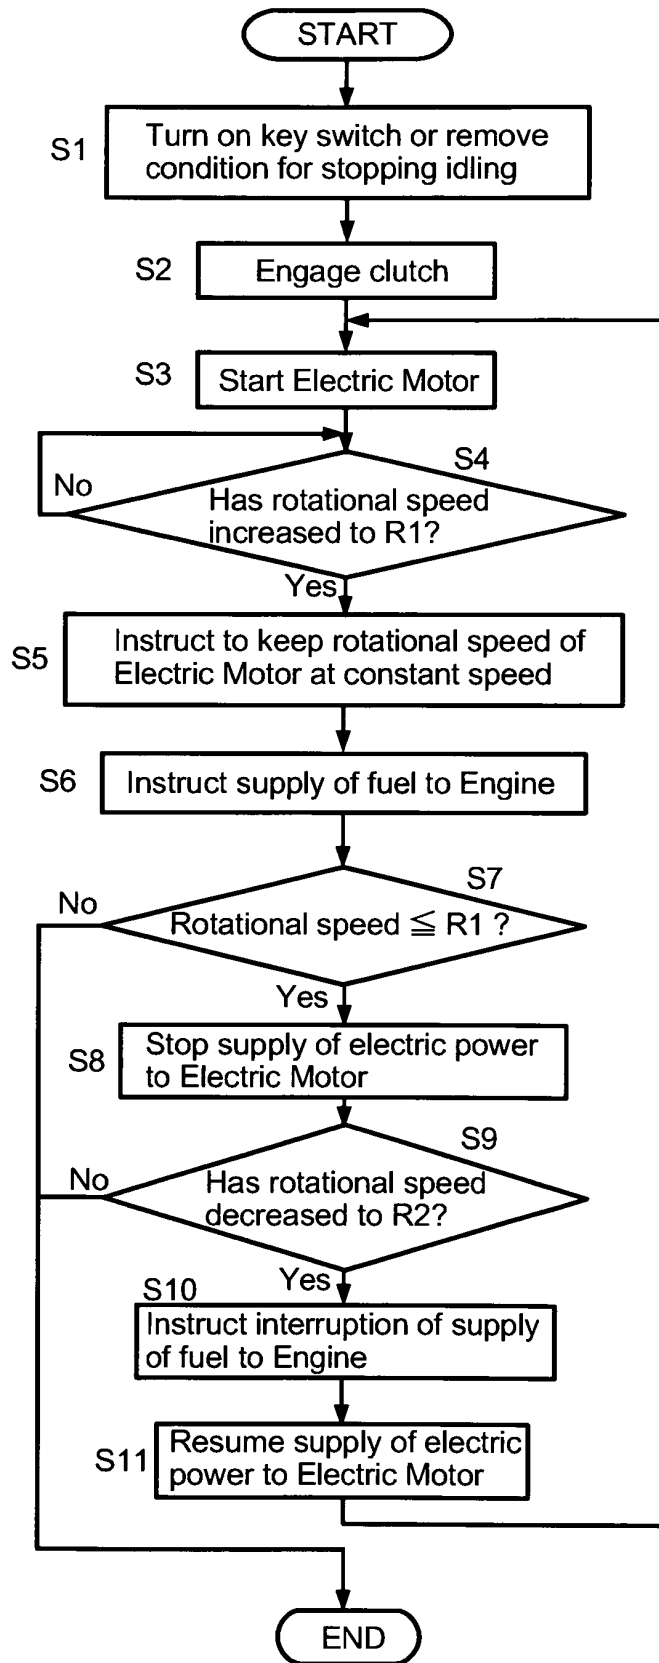 START
S1
Turn on key switch or remove
condition for stopping idling
S2
Engage clutch
S3
Start Electric Motor
S4
No
Has rotational speed
increased to R1?
Yes
S5
Instruct to keep rotational speed of
Electric Motor at constant speed
S6
Instruct supply of fuel to Engine
S7
No
Rotational speed ≦ R1 ?
Yes
S8
Stop supply of electric power
to Electric Motor
S9
No
Has rotational speed
decreased to R2?
Yes
S10
Instruct interruption of supply
of fuel to Engine
S11
Resume supply of electric
power to Electric Motor
END